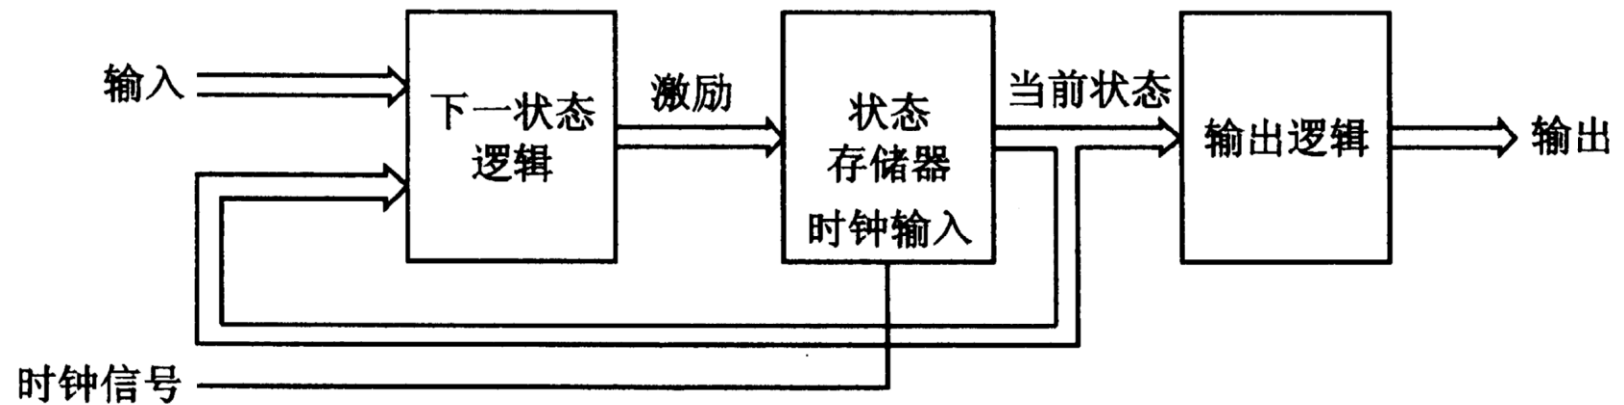 输入
下一状态
逻辑
激励
状态
存储器
时钟输入
当前状态
输出逻辑
输出
时钟信号